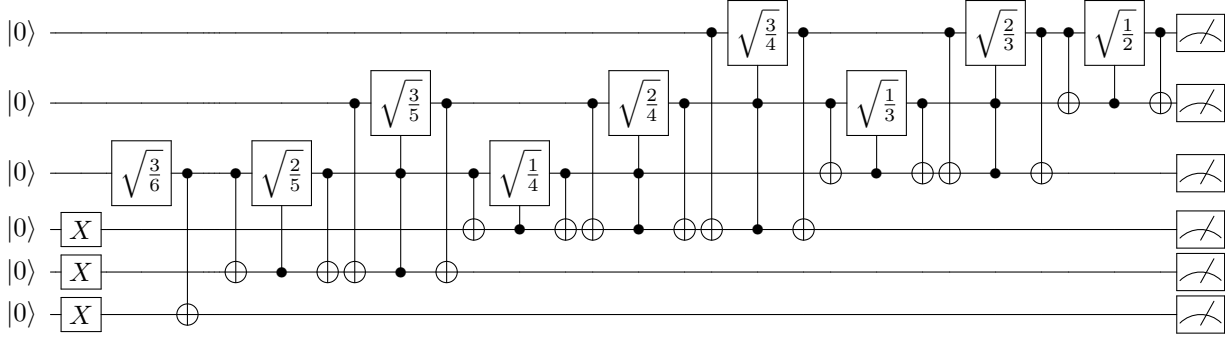 |0⟩ √3/4 √2/3 √1/2
|0⟩ √3/5 √2/4 √1/3
|0⟩ √3/6 √2/5 √1/4
|0⟩ X
|0⟩ X
|0⟩ X